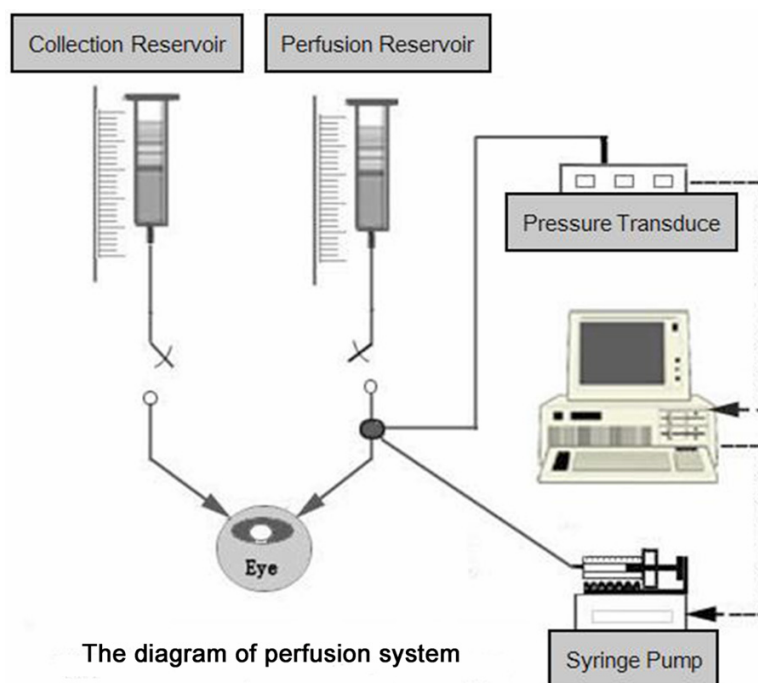 Collection Reservoir
Perfusion Reservoir
Pressure Transduce
Eye
The diagram of perfusion system
Syringe Pump